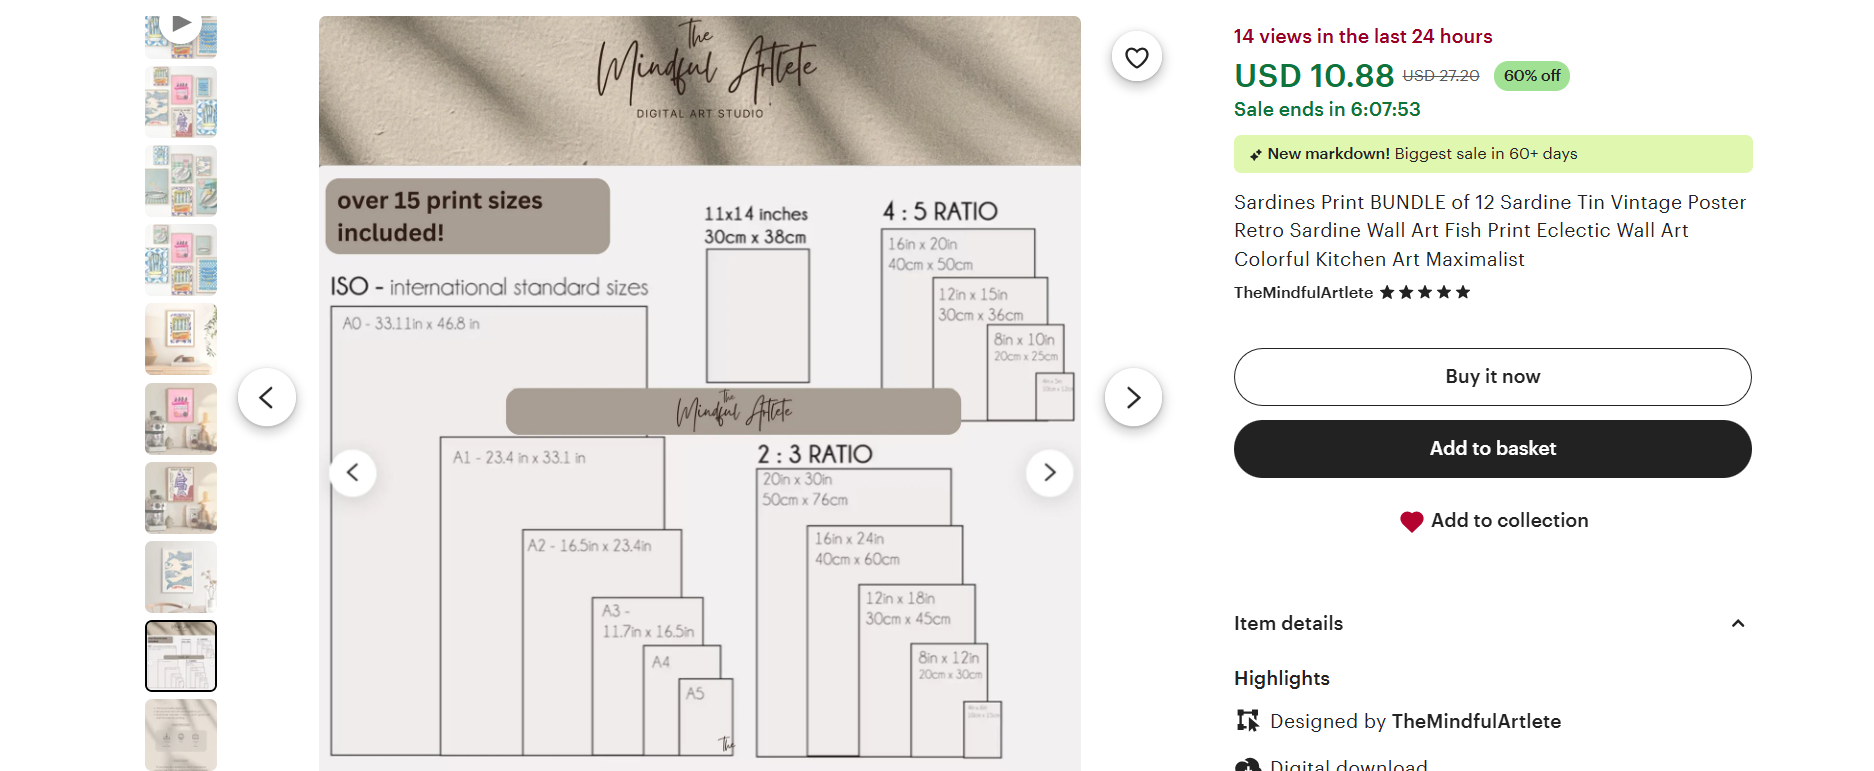 the
Mindful Artlete
DIGITAL ART STUDIO
over 15 print sizes
included!
ISO - international standard sizes
A0 - 33.11in x 46.8 in
A1 - 23.4 in x 33.1 in
A2 - 16.5in x 23.4in
A3 -
11.7in x 16.5in
A4
A5
the
11x14 inches
30cm x 38cm
4 : 5 RATIO
16in x 20in
40cm x 50cm
12in x 15in
30cm x 36cm
8in x 10in
20cm x 25cm
the
Mindful Artlete
2 : 3 RATIO
20in x 30in
50cm x 76cm
16in x 24in
40cm x 60cm
12in x 18in
30cm x 45cm
8in x 12in
20cm x 30cm
14 views in the last 24 hours
USD 10.88 USD 27.20 60% off
Sale ends in 6:07:53
New markdown! Biggest sale in 60+ days
Sardines Print BUNDLE of 12 Sardine Tin Vintage Poster
Retro Sardine Wall Art Fish Print Eclectic Wall Art
Colorful Kitchen Art Maximalist
TheMindfulArtlete
Buy it now
Add to basket
Add to collection
Item details
Highlights
Designed by TheMindfulArtlete
Digital download